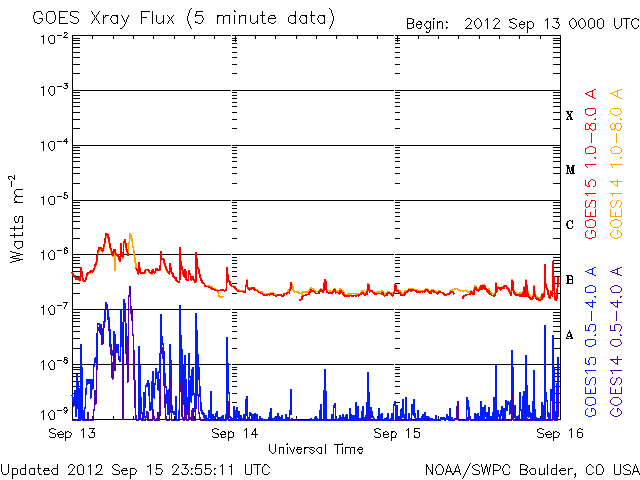 GOES Xray Flux (5 minute data)
Begin: 2012 Sep 13 0000 UTC
10⁻²
10⁻³
10⁻⁴
10⁻⁵
10⁻⁶
10⁻⁷
10⁻⁸
10⁻⁹
Watts m⁻²
X
M
C
B
A
GOES15 1.0-8.0 A
GOES14 1.0-8.0 A
GOES15 0.5-4.0 A
GOES14 0.5-4.0 A
Sep 13
Sep 14
Sep 15
Sep 16
Universal Time
Updated 2012 Sep 15 23:55:11 UTC
NOAA/SWPC Boulder, CO USA